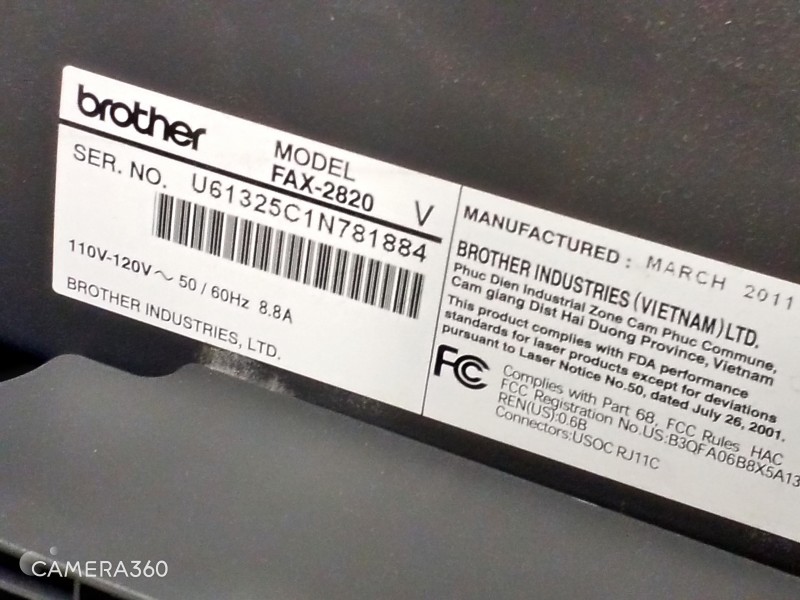 brother
MODEL
FAX-2820
V
SER. NO. U61325C1N781884
110V-120V～ 50 / 60Hz 8.8A
BROTHER INDUSTRIES, LTD.
MANUFACTURED : MARCH 2011
BROTHER INDUSTRIES (VIETNAM) LTD.
Phuc Dien Industrial Zone Cam Phuc Commune,
Cam giang Dist Hai Duong Province, Vietnam
This product complies with FDA performance
standards for laser products except for deviations
pursuant to Laser Notice No.50, dated July 26, 2001.
FC
Complies with Part 68, FCC Rules HAC
FCC Registration No.US:B3QFA06B8X5A13
REN(US):0.6B
Connectors:USOC RJ11C
CAMERA360